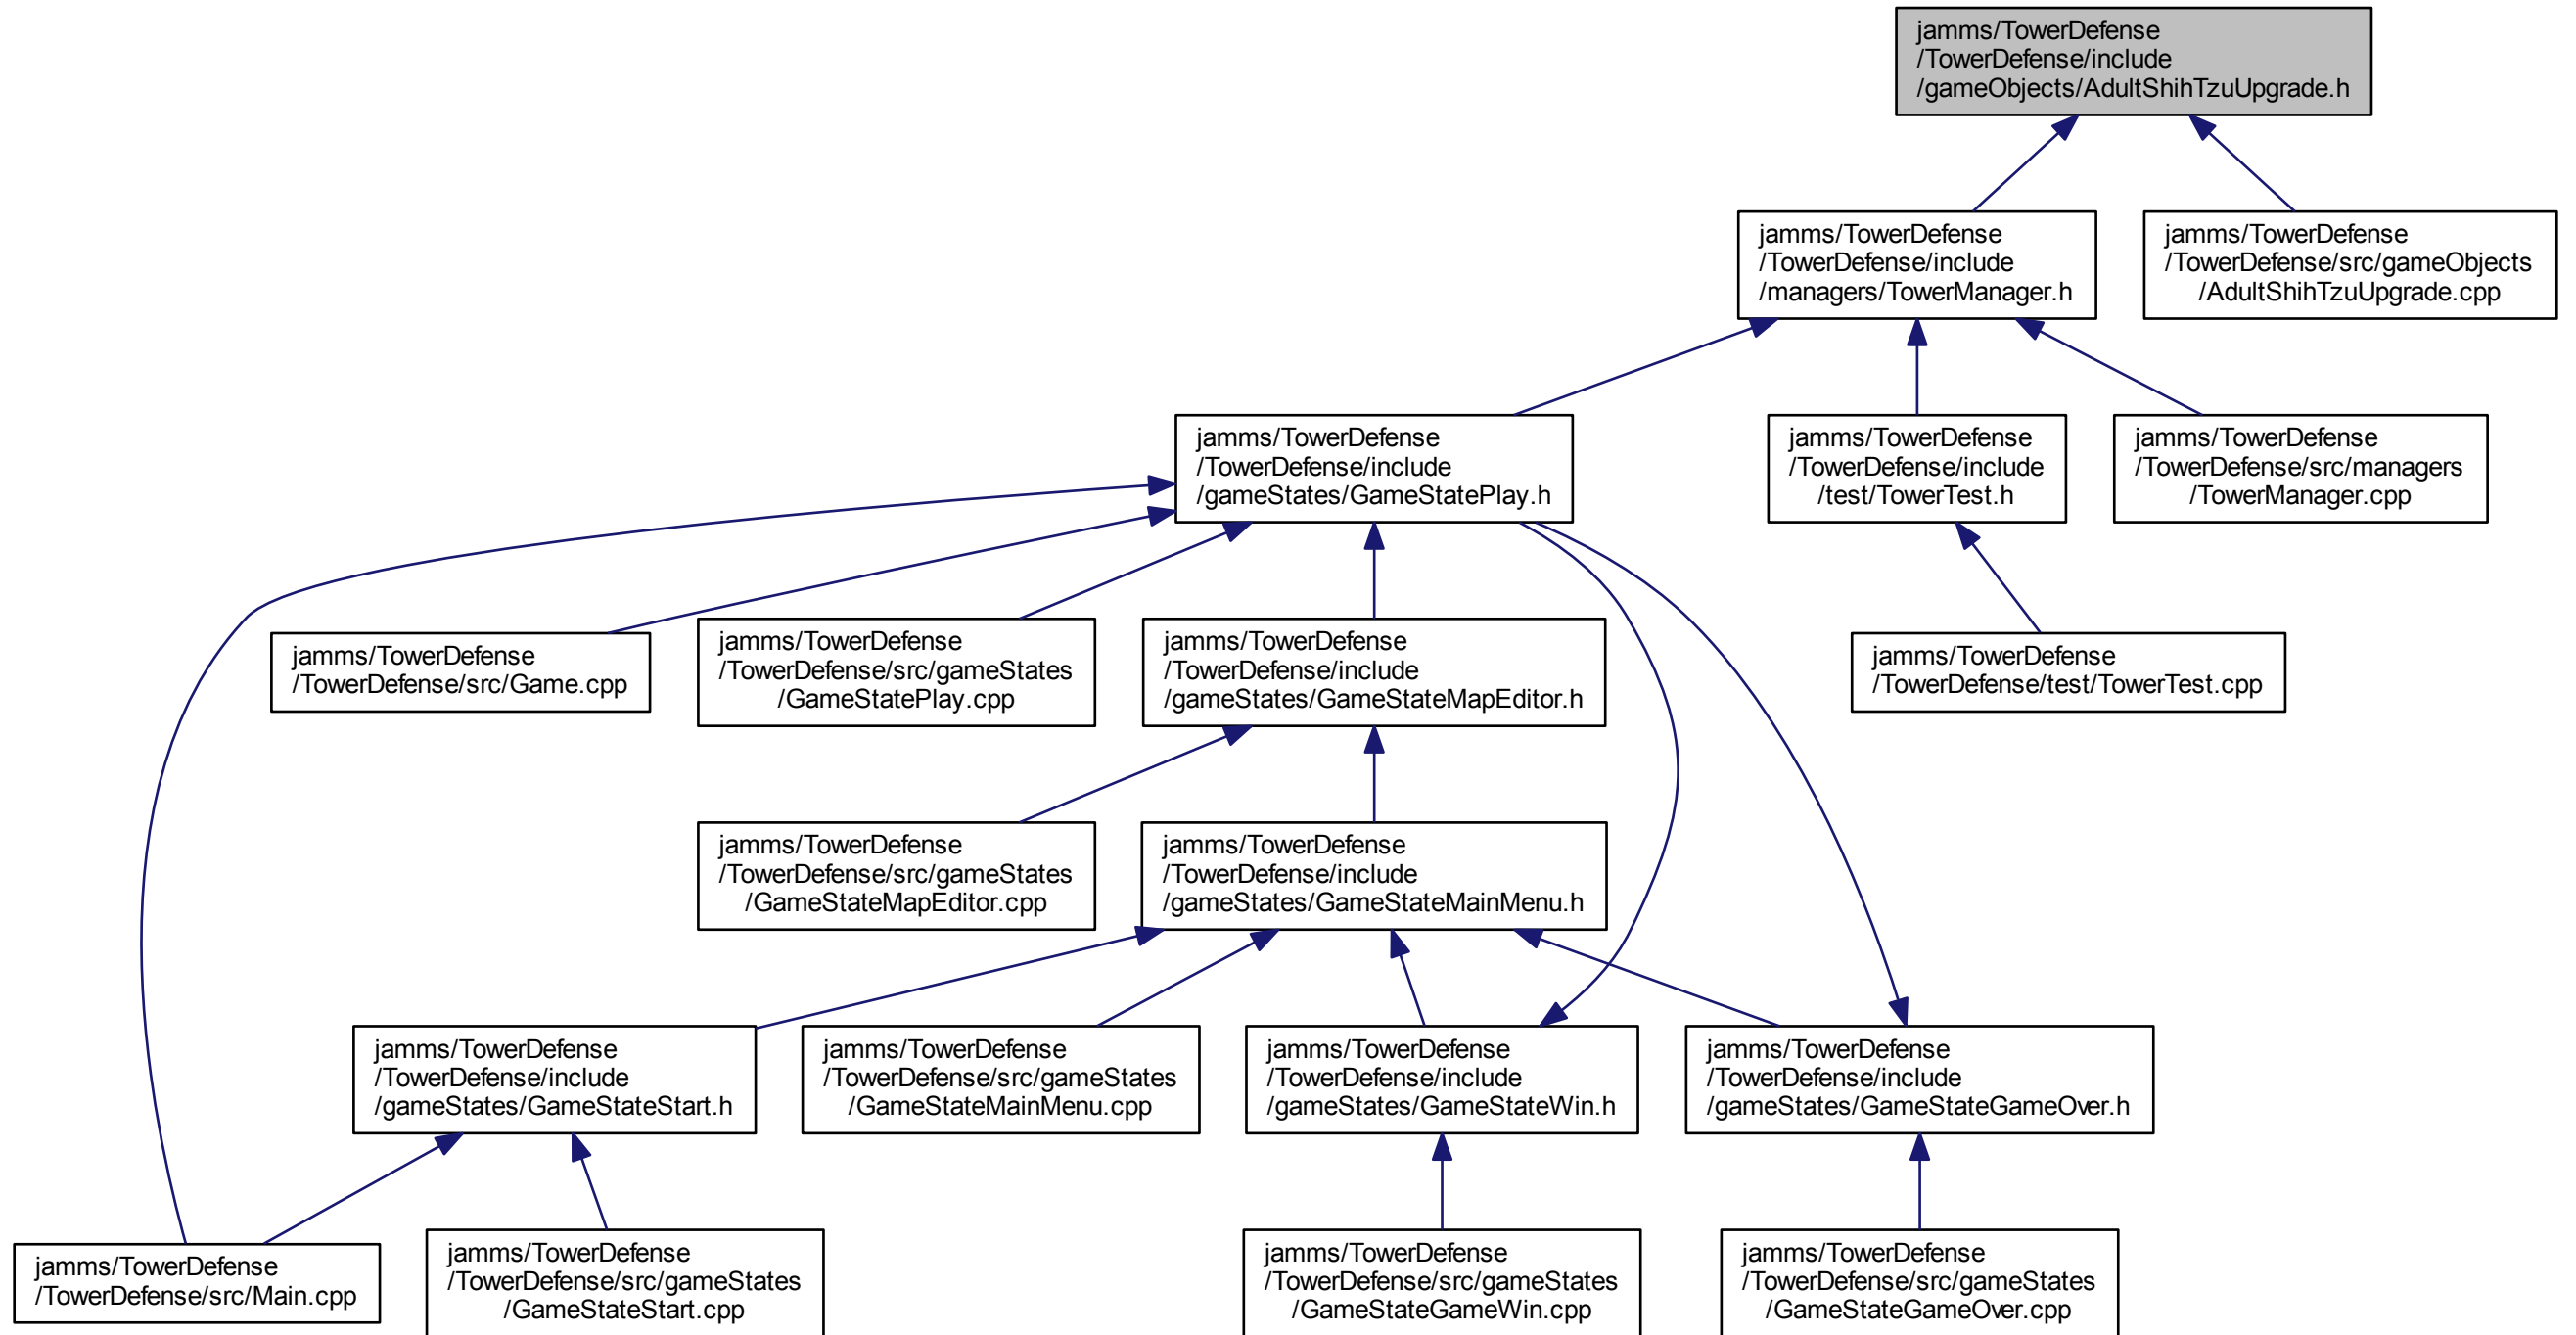 jamms/TowerDefense
/TowerDefense/include
/gameObjects/AdultShihTzuUpgrade.h
jamms/TowerDefense
/TowerDefense/include
/managers/TowerManager.h
jamms/TowerDefense
/TowerDefense/src/gameObjects
/AdultShihTzuUpgrade.cpp
jamms/TowerDefense
/TowerDefense/include
/gameStates/GameStatePlay.h
jamms/TowerDefense
/TowerDefense/include
/test/TowerTest.h
jamms/TowerDefense
/TowerDefense/src/managers
/TowerManager.cpp
jamms/TowerDefense
/TowerDefense/src/Game.cpp
jamms/TowerDefense
/TowerDefense/src/gameStates
/GameStatePlay.cpp
jamms/TowerDefense
/TowerDefense/include
/gameStates/GameStateMapEditor.h
jamms/TowerDefense
/TowerDefense/test/TowerTest.cpp
jamms/TowerDefense
/TowerDefense/src/gameStates
/GameStateMapEditor.cpp
jamms/TowerDefense
/TowerDefense/include
/gameStates/GameStateMainMenu.h
jamms/TowerDefense
/TowerDefense/include
/gameStates/GameStateStart.h
jamms/TowerDefense
/TowerDefense/src/gameStates
/GameStateMainMenu.cpp
jamms/TowerDefense
/TowerDefense/include
/gameStates/GameStateWin.h
jamms/TowerDefense
/TowerDefense/include
/gameStates/GameStateGameOver.h
jamms/TowerDefense
/TowerDefense/src/Main.cpp
jamms/TowerDefense
/TowerDefense/src/gameStates
/GameStateStart.cpp
jamms/TowerDefense
/TowerDefense/src/gameStates
/GameStateGameWin.cpp
jamms/TowerDefense
/TowerDefense/src/gameStates
/GameStateGameOver.cpp